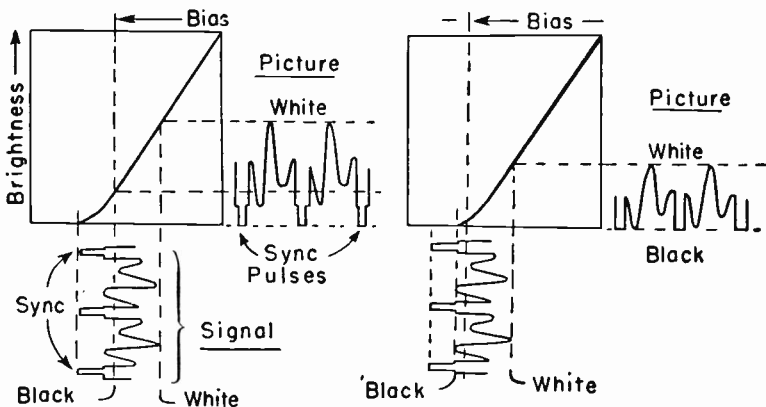 Bias
Brightness
Picture
White
Sync
Pulses
Sync
Signal
Black
White
Bias
Picture
White
Black
Black
White